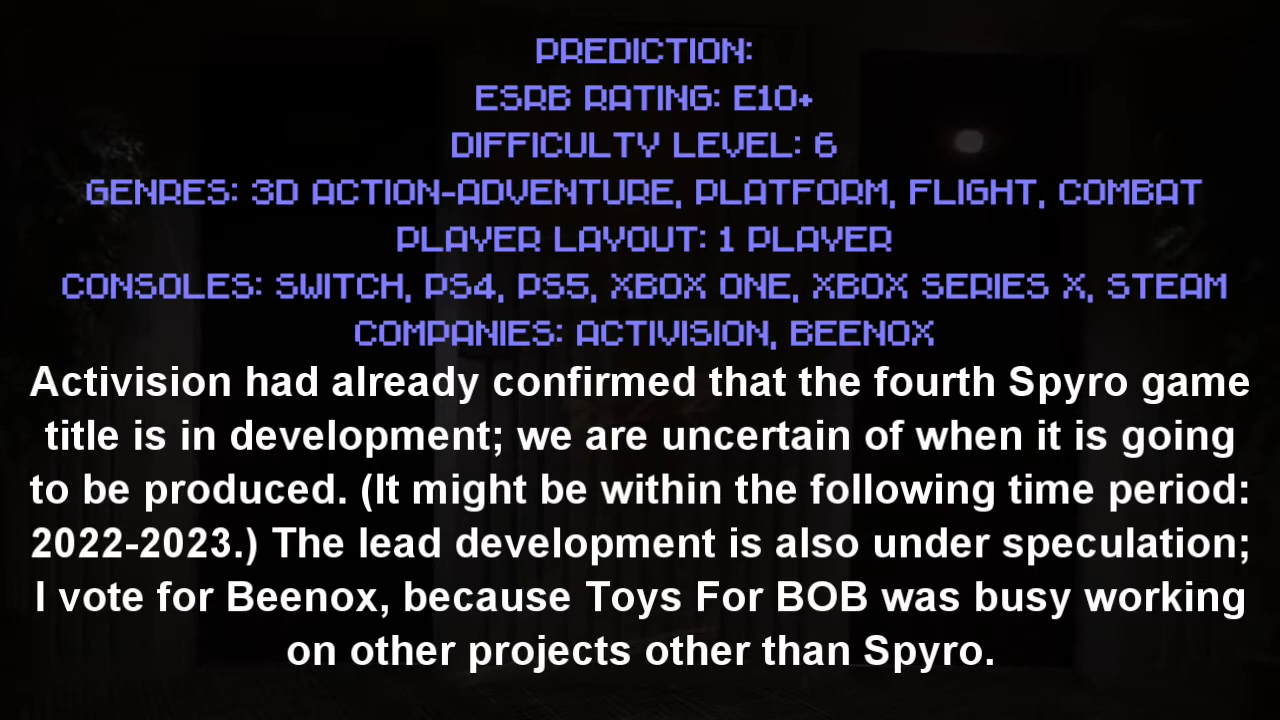 PREDICTION:
ESRB RATING: E10+
DIFFICULTY LEVEL: 6
GENRES: 3D ACTION-ADVENTURE, PLATFORM, FLIGHT, COMBAT
PLAYER LAYOUT: 1 PLAYER
CONSOLES: SWITCH, PS4, PS5, XBOX ONE, XBOX SERIES X, STEAM
COMPANIES: ACTIVISION, BEENOX
Activision had already confirmed that the fourth Spyro game
title is in development; we are uncertain of when it is going
to be produced. (It might be within the following time period:
2022-2023.) The lead development is also under speculation;
I vote for Beenox, because Toys For BOB was busy working
on other projects other than Spyro.